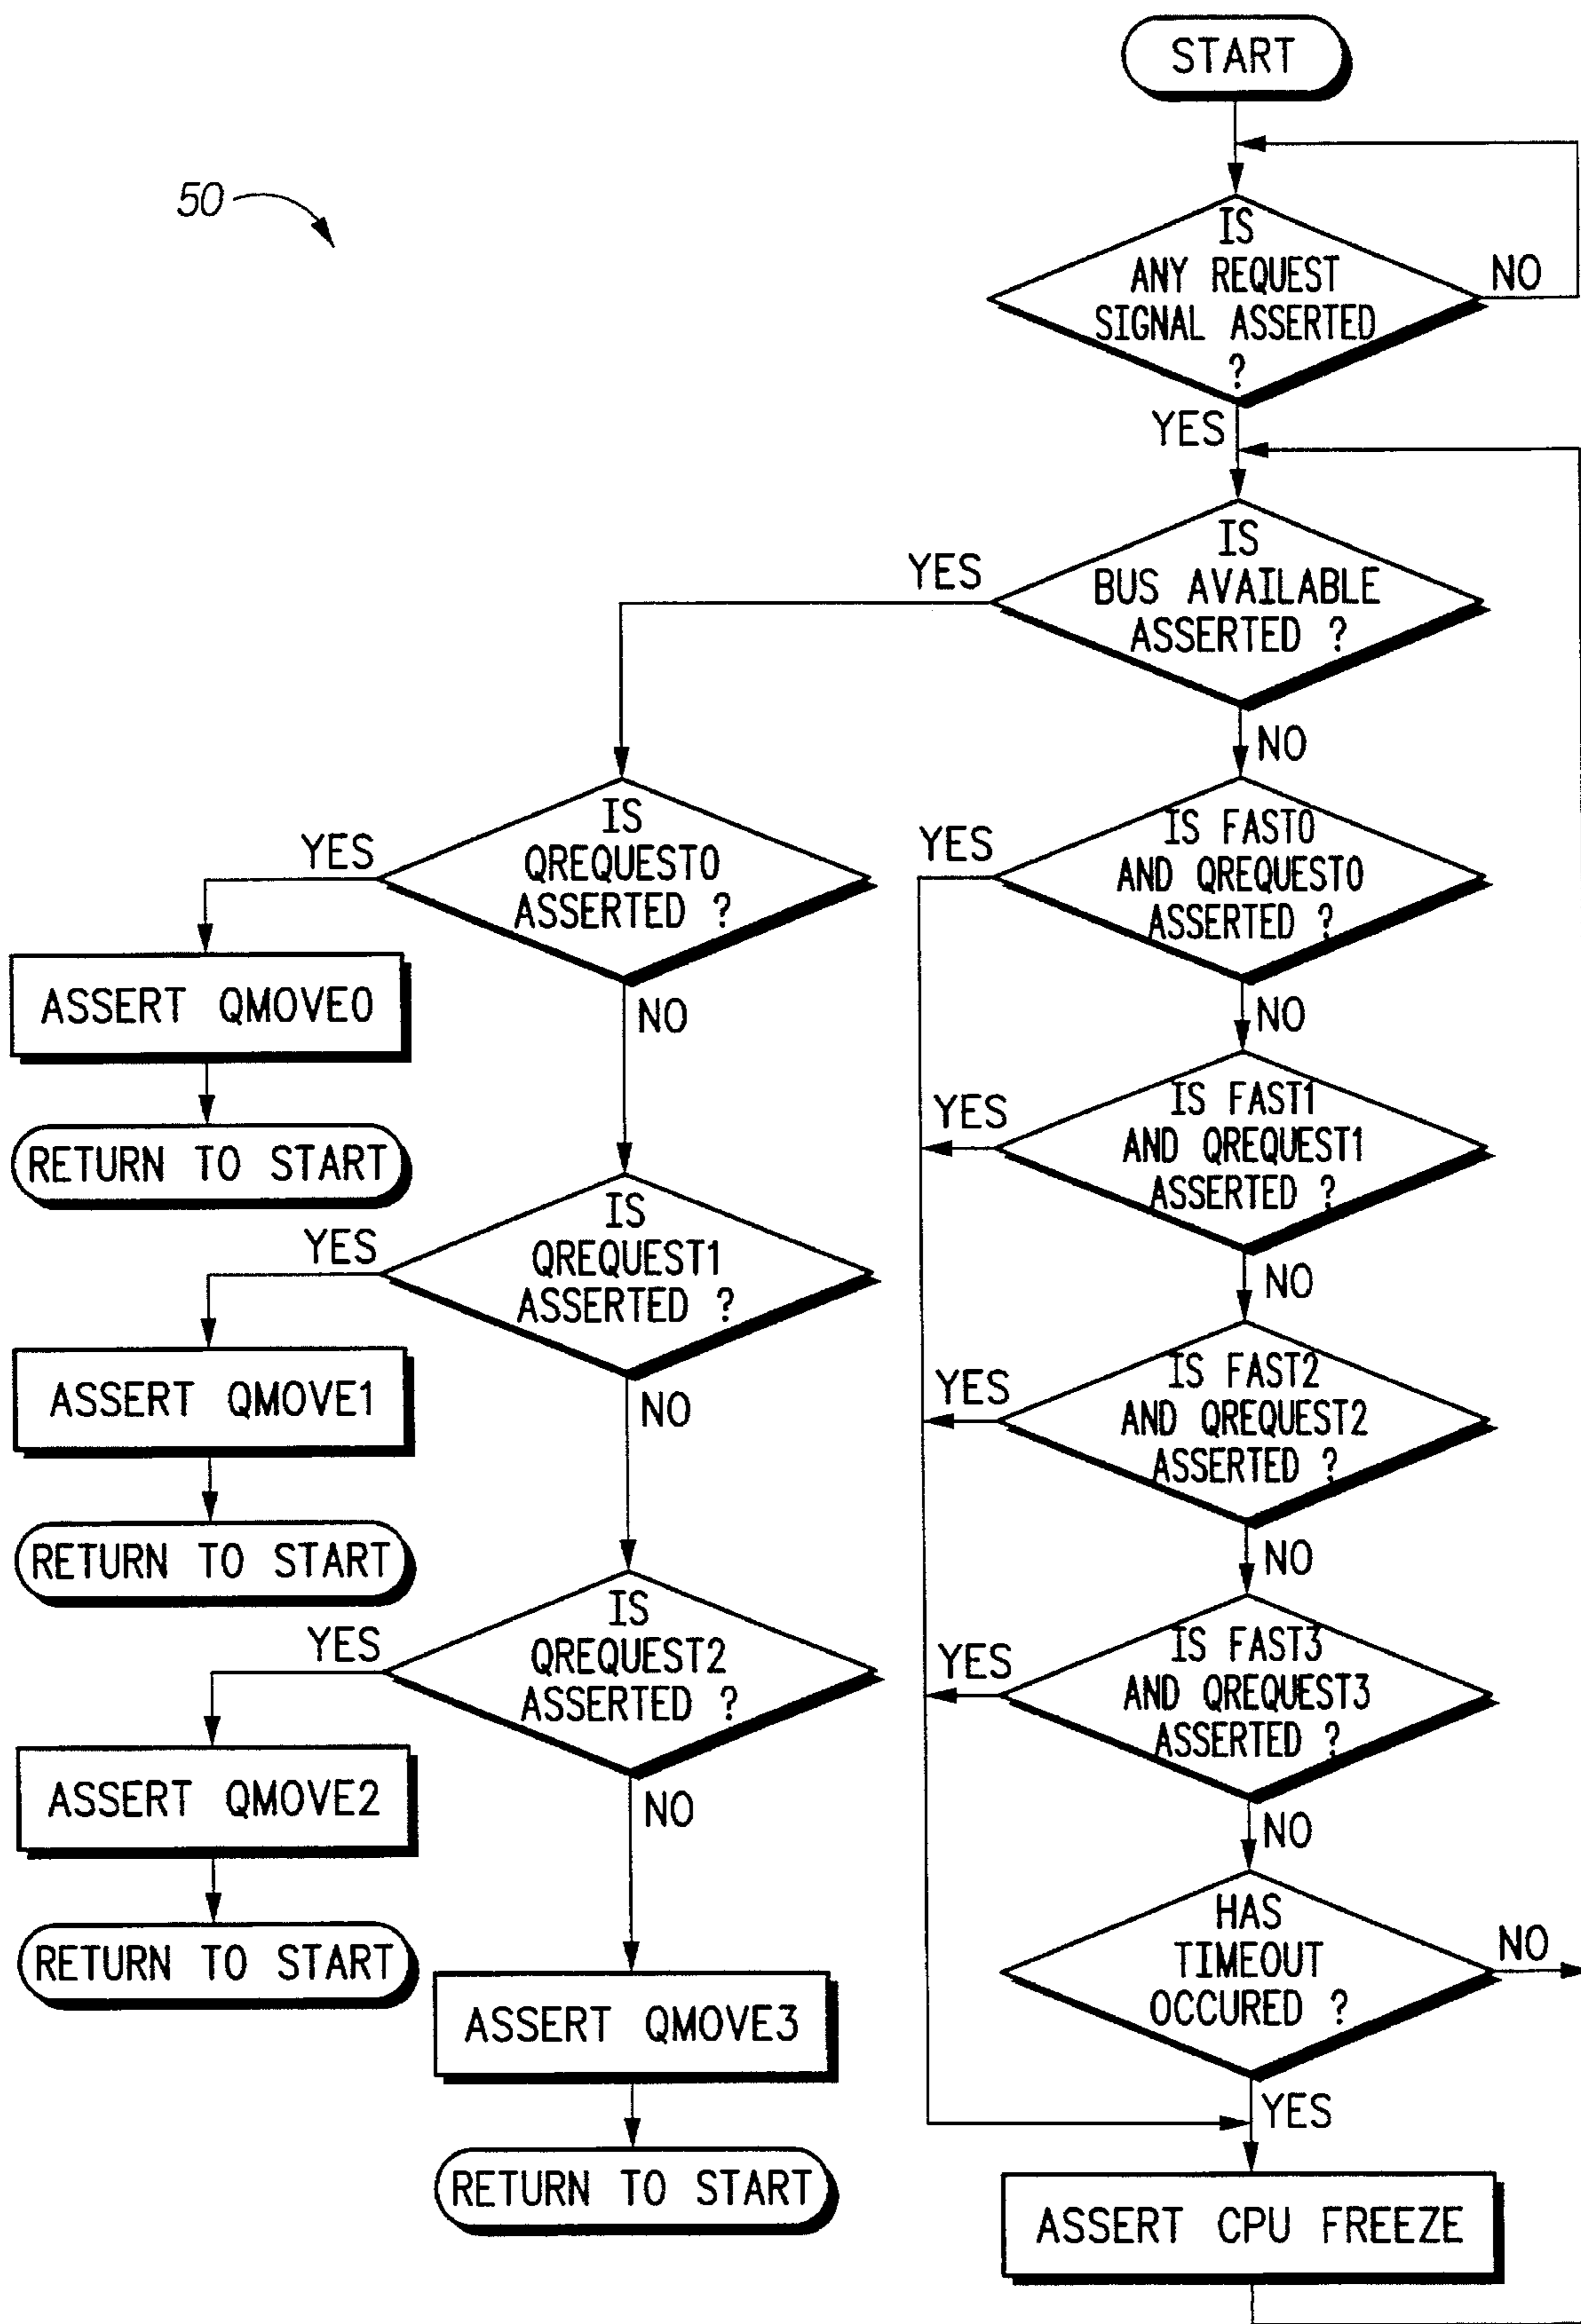 START
50
IS
ANY REQUEST
SIGNAL ASSERTED
?
NO
YES
IS
BUS AVAILABLE
ASSERTED ?
YES
NO
IS
QREQUEST0
ASSERTED ?
YES
NO
ASSERT QMOVE0
RETURN TO START
IS
QREQUEST1
ASSERTED ?
YES
NO
ASSERT QMOVE1
RETURN TO START
IS
QREQUEST2
ASSERTED ?
YES
NO
ASSERT QMOVE2
RETURN TO START
ASSERT QMOVE3
RETURN TO START
IS FAST0
AND QREQUEST0
ASSERTED ?
YES
NO
IS FAST1
AND QREQUEST1
ASSERTED ?
YES
NO
IS FAST2
AND QREQUEST2
ASSERTED ?
YES
NO
IS FAST3
AND QREQUEST3
ASSERTED ?
YES
NO
HAS
TIMEOUT
OCCURED ?
NO
YES
ASSERT CPU FREEZE